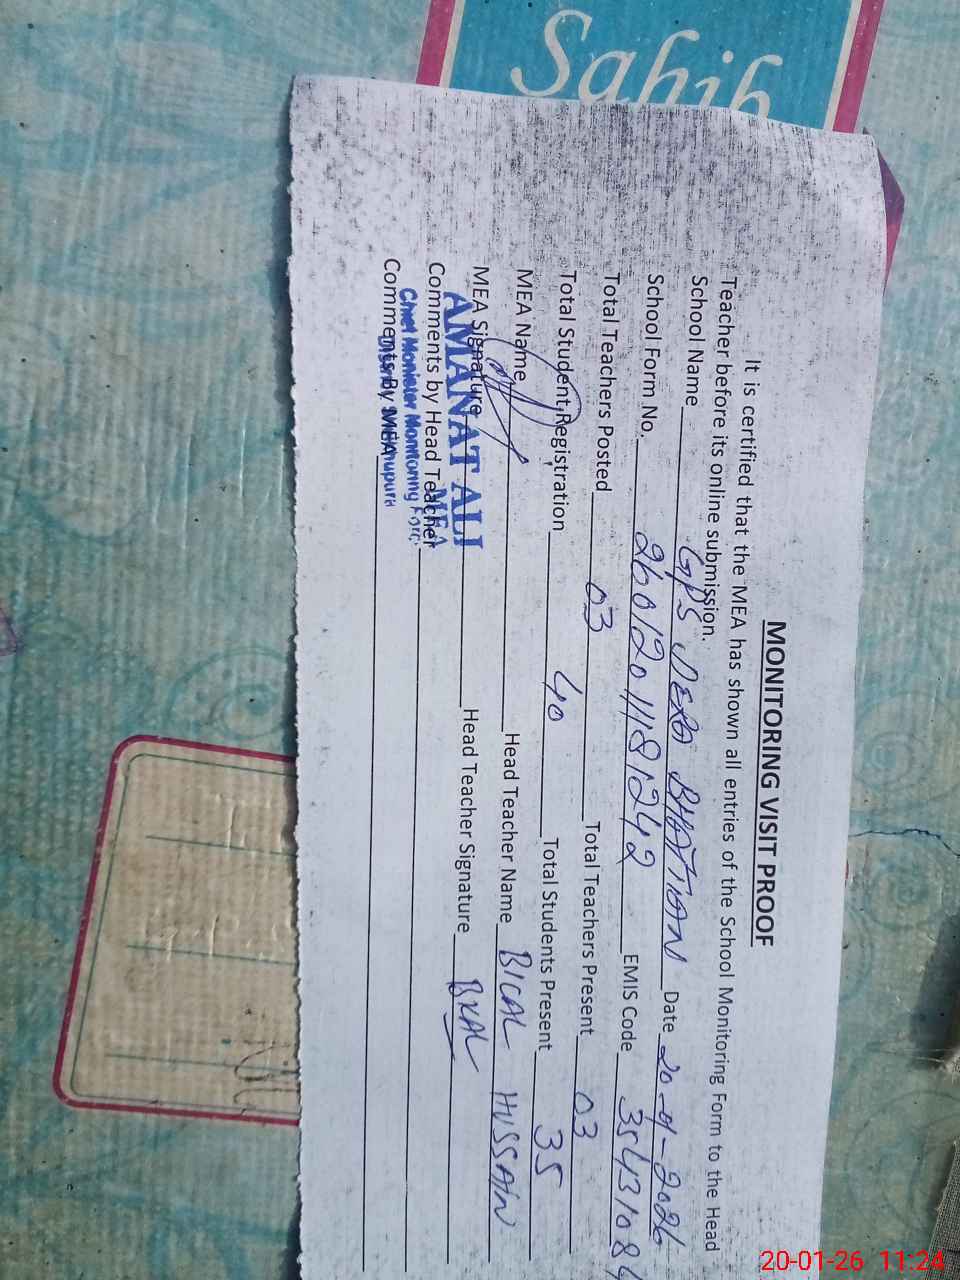 Sahib
MONITORING VISIT PROOF
It is certified that the MEA has shown all entries of the School Monitoring Form to the Head
Teacher before its online submission.
School Name GPS DERA BHATTIAN Date 20-01-2026
School Form No. 26012011181242 EMIS Code 35431084
Total Teachers Posted 03 Total Teachers Present 03
Total Student Registration 40 Total Students Present 35
MEA Name Head Teacher Name BILAL HUSSAIN
MEA Signature Head Teacher Signature
AMANAT ALI
MEA
Comments by Head Teacher
Chief Minister Monitoring Force
Comments By MEA
20-01-26 11:24